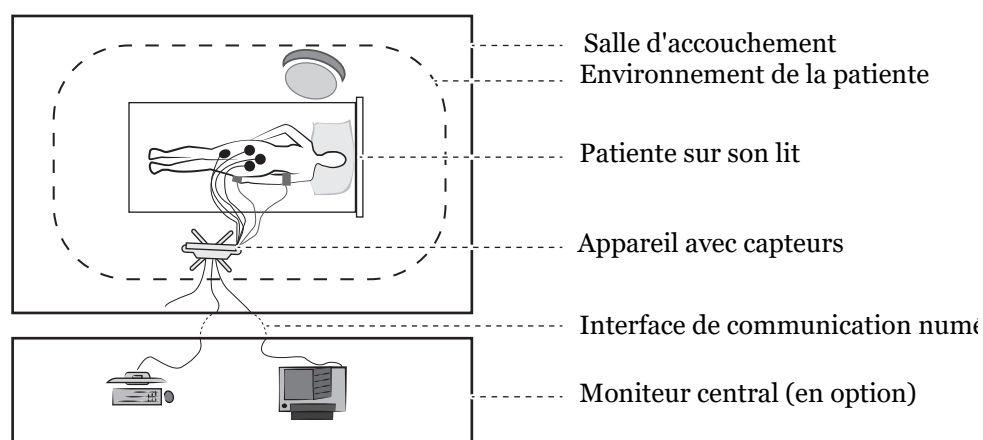 Salle d'accouchement
Environnement de la patiente
Patiente sur son lit
Appareil avec capteurs
Interface de communication
Moniteur central (en option)